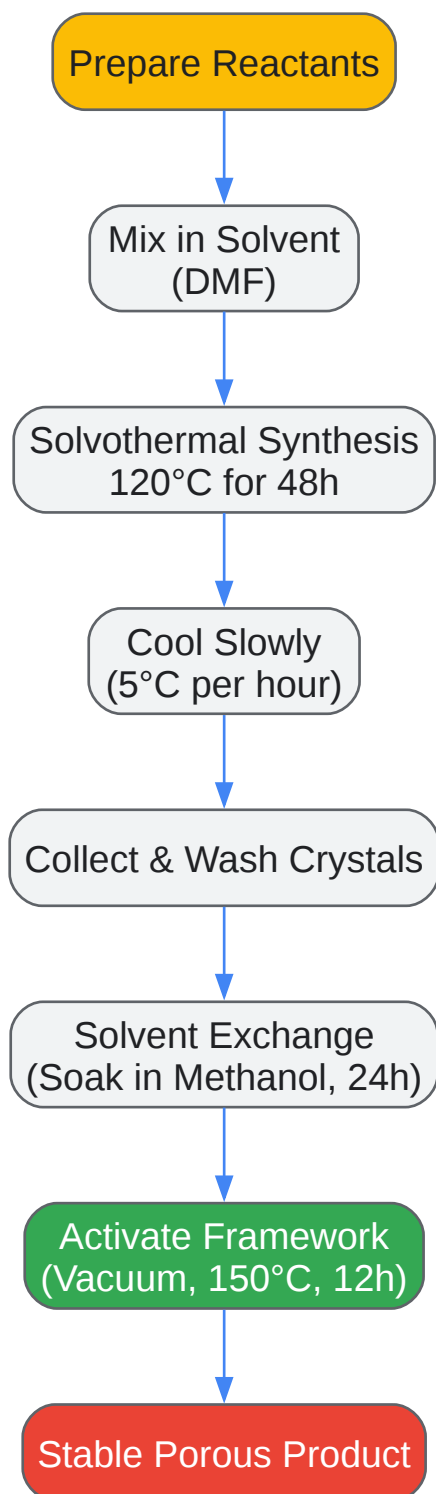 Prepare Reactants
Mix in Solvent
(DMF)
Solvothermal Synthesis
120°C for 48h
Cool Slowly
(5°C per hour)
Collect & Wash Crystals
Solvent Exchange
(Soak in Methanol, 24h)
Activate Framework
(Vacuum, 150°C, 12h)
Stable Porous Product